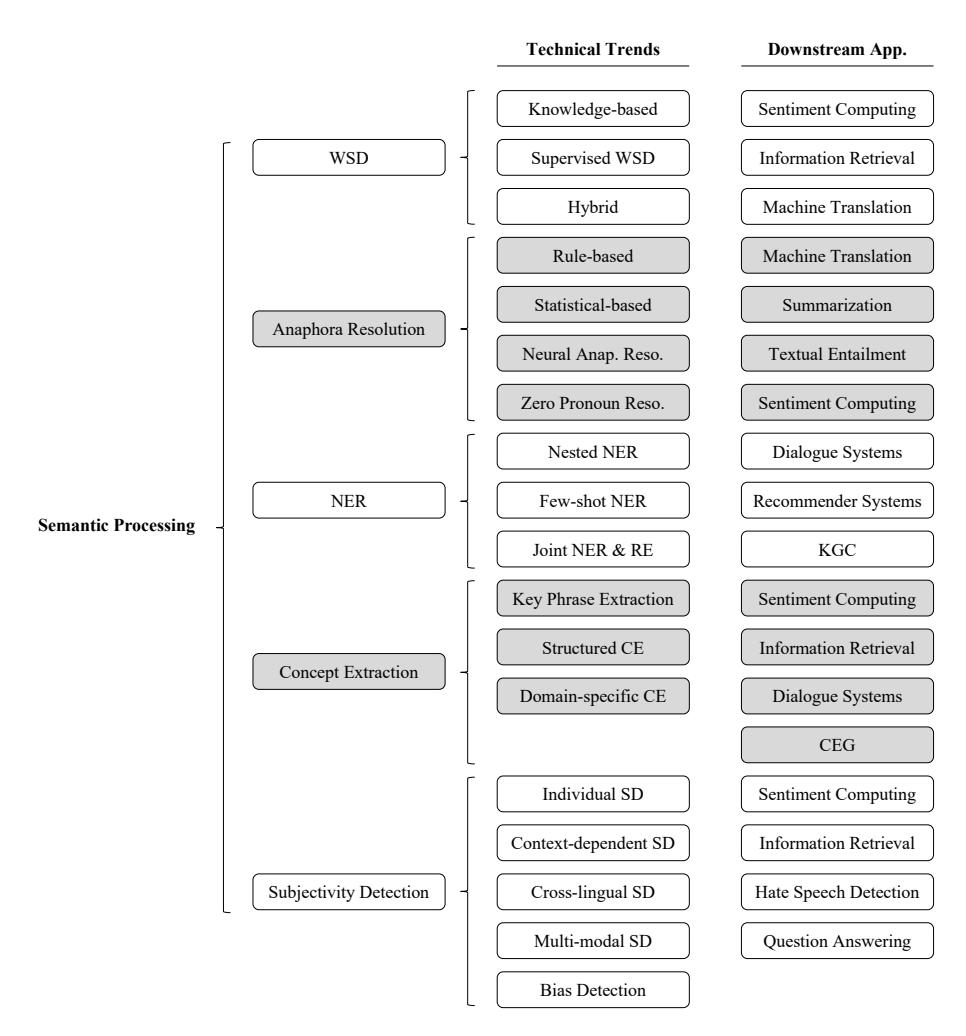 Technical Trends Downstream App.
Knowledge-based Sentiment Computing
WSD Supervised WSD Information Retrieval
Hybrid Machine Translation
Rule-based Machine Translation
Statistical-based Summarization
Anaphora Resolution
Neural Anap. Reso. Textual Entailment
Zero Pronoun Reso. Sentiment Computing
Nested NER Dialogue Systems
NER Few-shot NER Recommender Systems
Semantic Processing
Joint NER & RE KGC
Key Phrase Extraction Sentiment Computing
Structured CE Information Retrieval
Concept Extraction
Domain-specific CE Dialogue Systems
CEG
Individual SD Sentiment Computing
Context-dependent SD Information Retrieval
Subjectivity Detection Cross-lingual SD Hate Speech Detection
Multi-modal SD Question Answering
Bias Detection